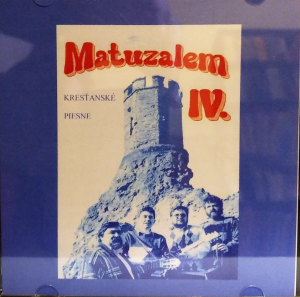 Matuzalem
KRESŤANSKÉ
IV.
PIESNE